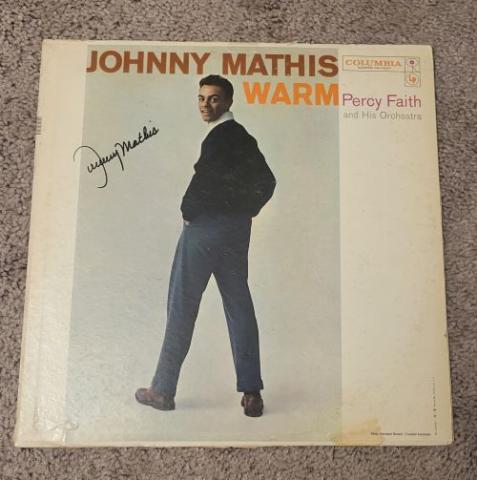 JOHNNY MATHIS
WARM
COLUMBIA
Percy Faith
and His Orchestra
Johnny Mathis